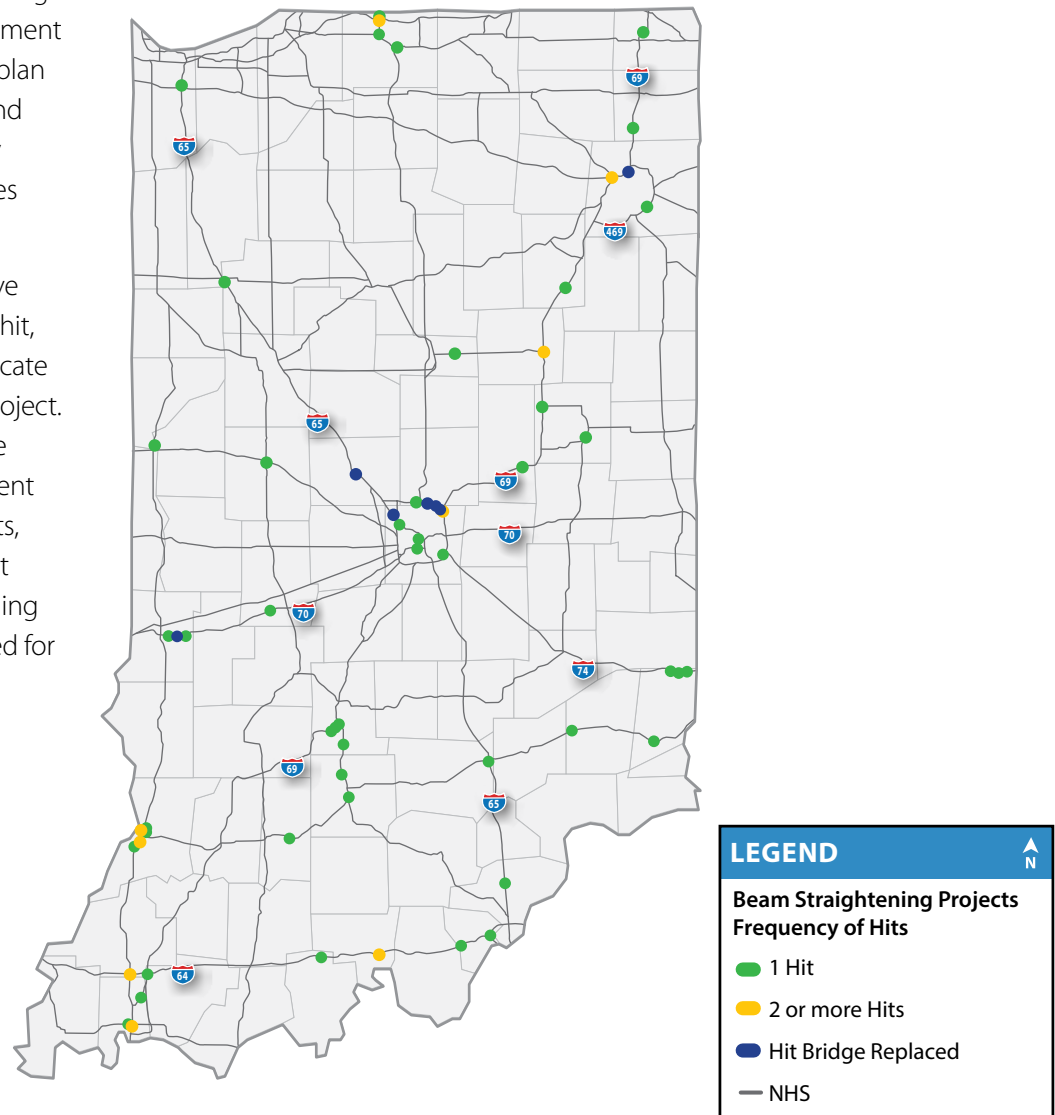 ement
plan
nd
es
ve
hit,
cate
oject.
e
ent
ts,
t
ing
ed for
69
65
469
65
69
70
70
74
69
65
64
LEGEND
N
Beam Straightening Projects
Frequency of Hits
1 Hit
2 or more Hits
Hit Bridge Replaced
NHS